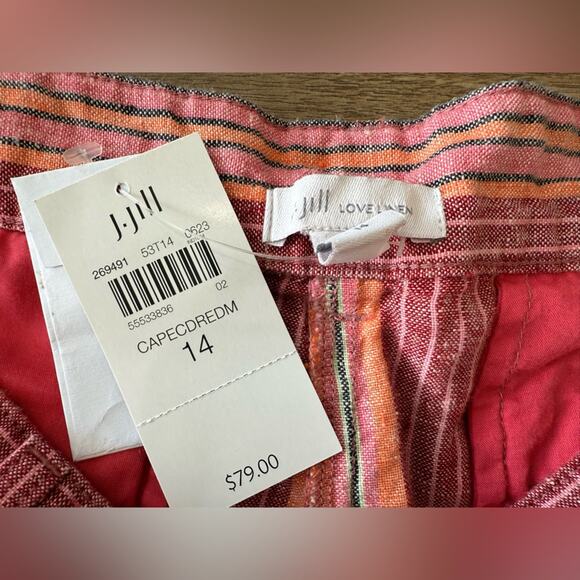 J.Jill
269491 53T14 0623
55533836 02
CAPECDREDM
14
$79.00
J.Jill LOVE LINEN